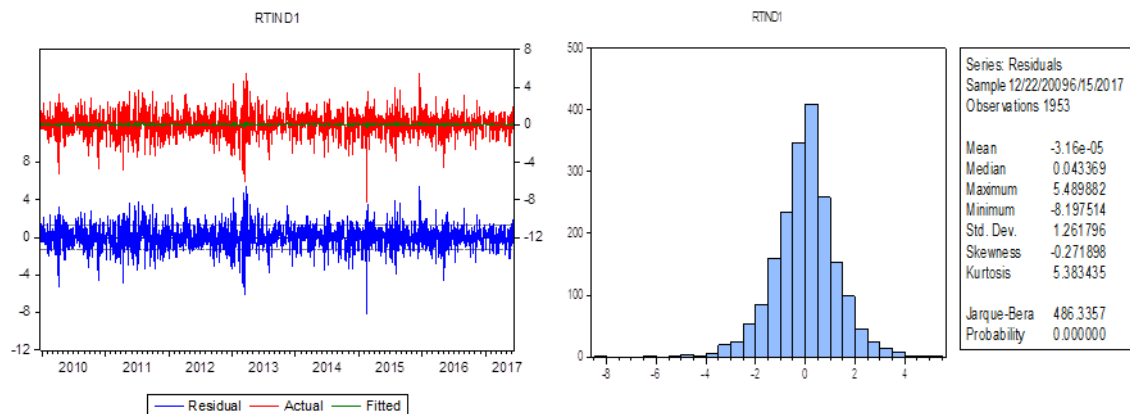 RTIND1
8
4
0
-4
-8
-12
8
4
0
-4
-8
-12
2010 2011 2012 2013 2014 2015 2016 2017
Residual Actual Fitted
RTIND1
500
400
300
200
100
0
-8 -6 -4 -2 0 2 4
Series: Residuals
Sample 12/22/20096/15/2017
Observations 1953
Mean -3.16e-05
Median 0.043369
Maximum 5.489882
Minimum -8.197514
Std. Dev. 1.261796
Skewness -0.271898
Kurtosis 5.383435
Jarque-Bera 486.3357
Probability 0.000000